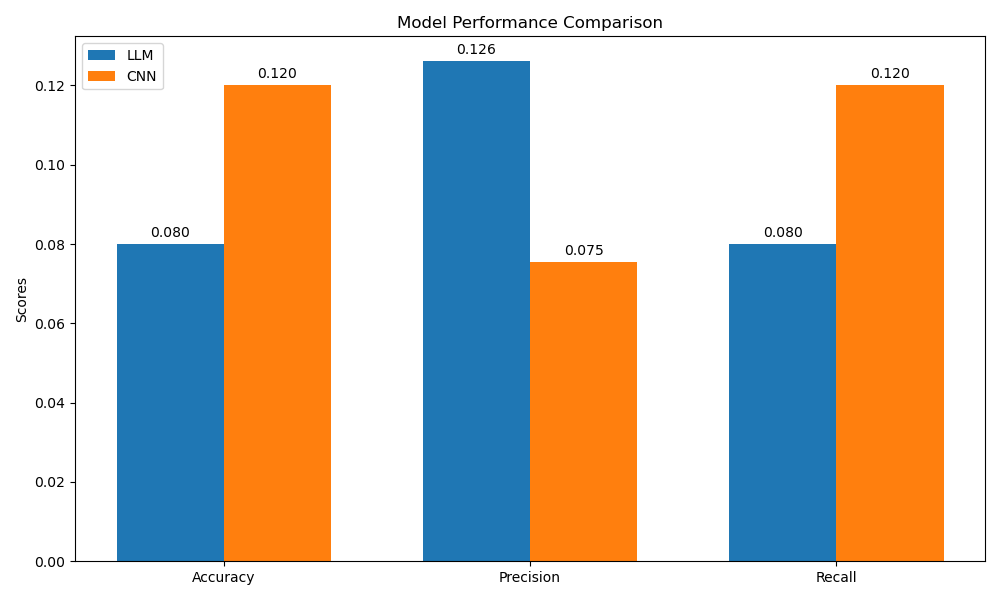 Model Performance Comparison
LLM
CNN
0.126
0.120
0.120
0.080
0.080
0.075
Scores
0.12
0.10
0.08
0.06
0.04
0.02
0.00
Accuracy
Precision
Recall